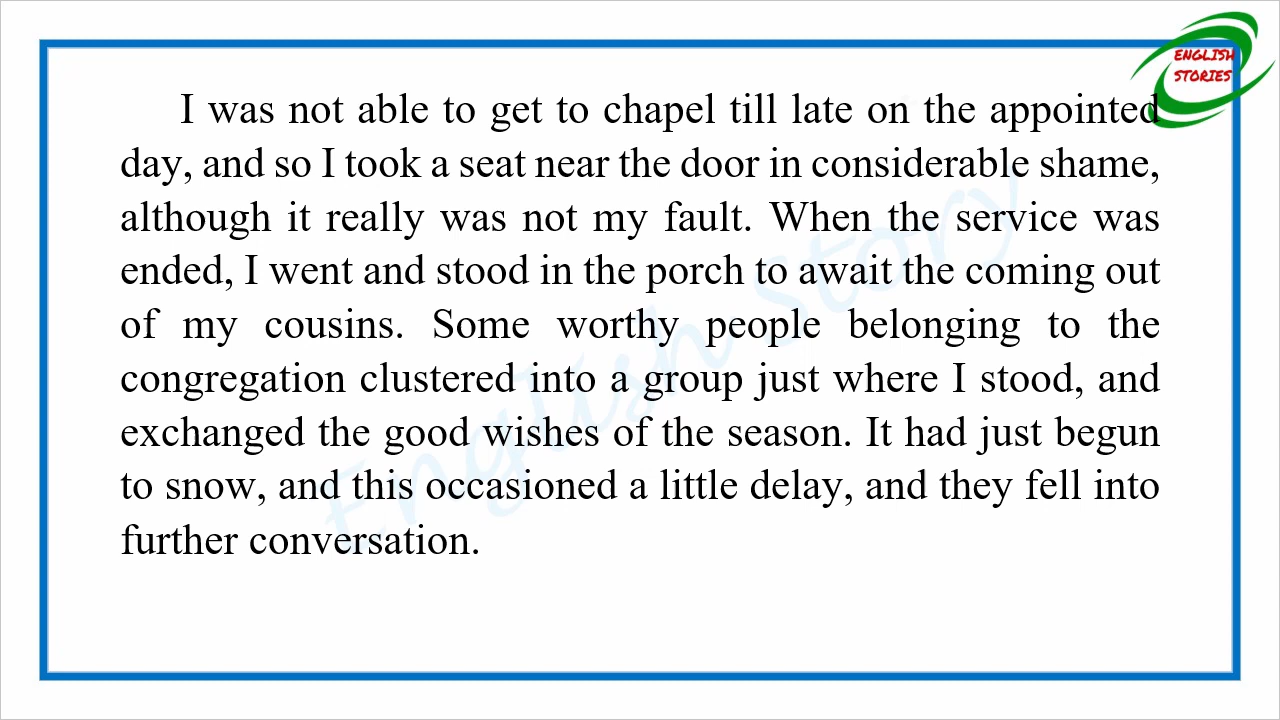 ENGLISH
STORIES
I was not able to get to chapel till late on the appointed
day, and so I took a seat near the door in considerable shame,
although it really was not my fault. When the service was
ended, I went and stood in the porch to await the coming out
of my cousins. Some worthy people belonging to the
congregation clustered into a group just where I stood, and
exchanged the good wishes of the season. It had just begun
to snow, and this occasioned a little delay, and they fell into
further conversation.
English Story